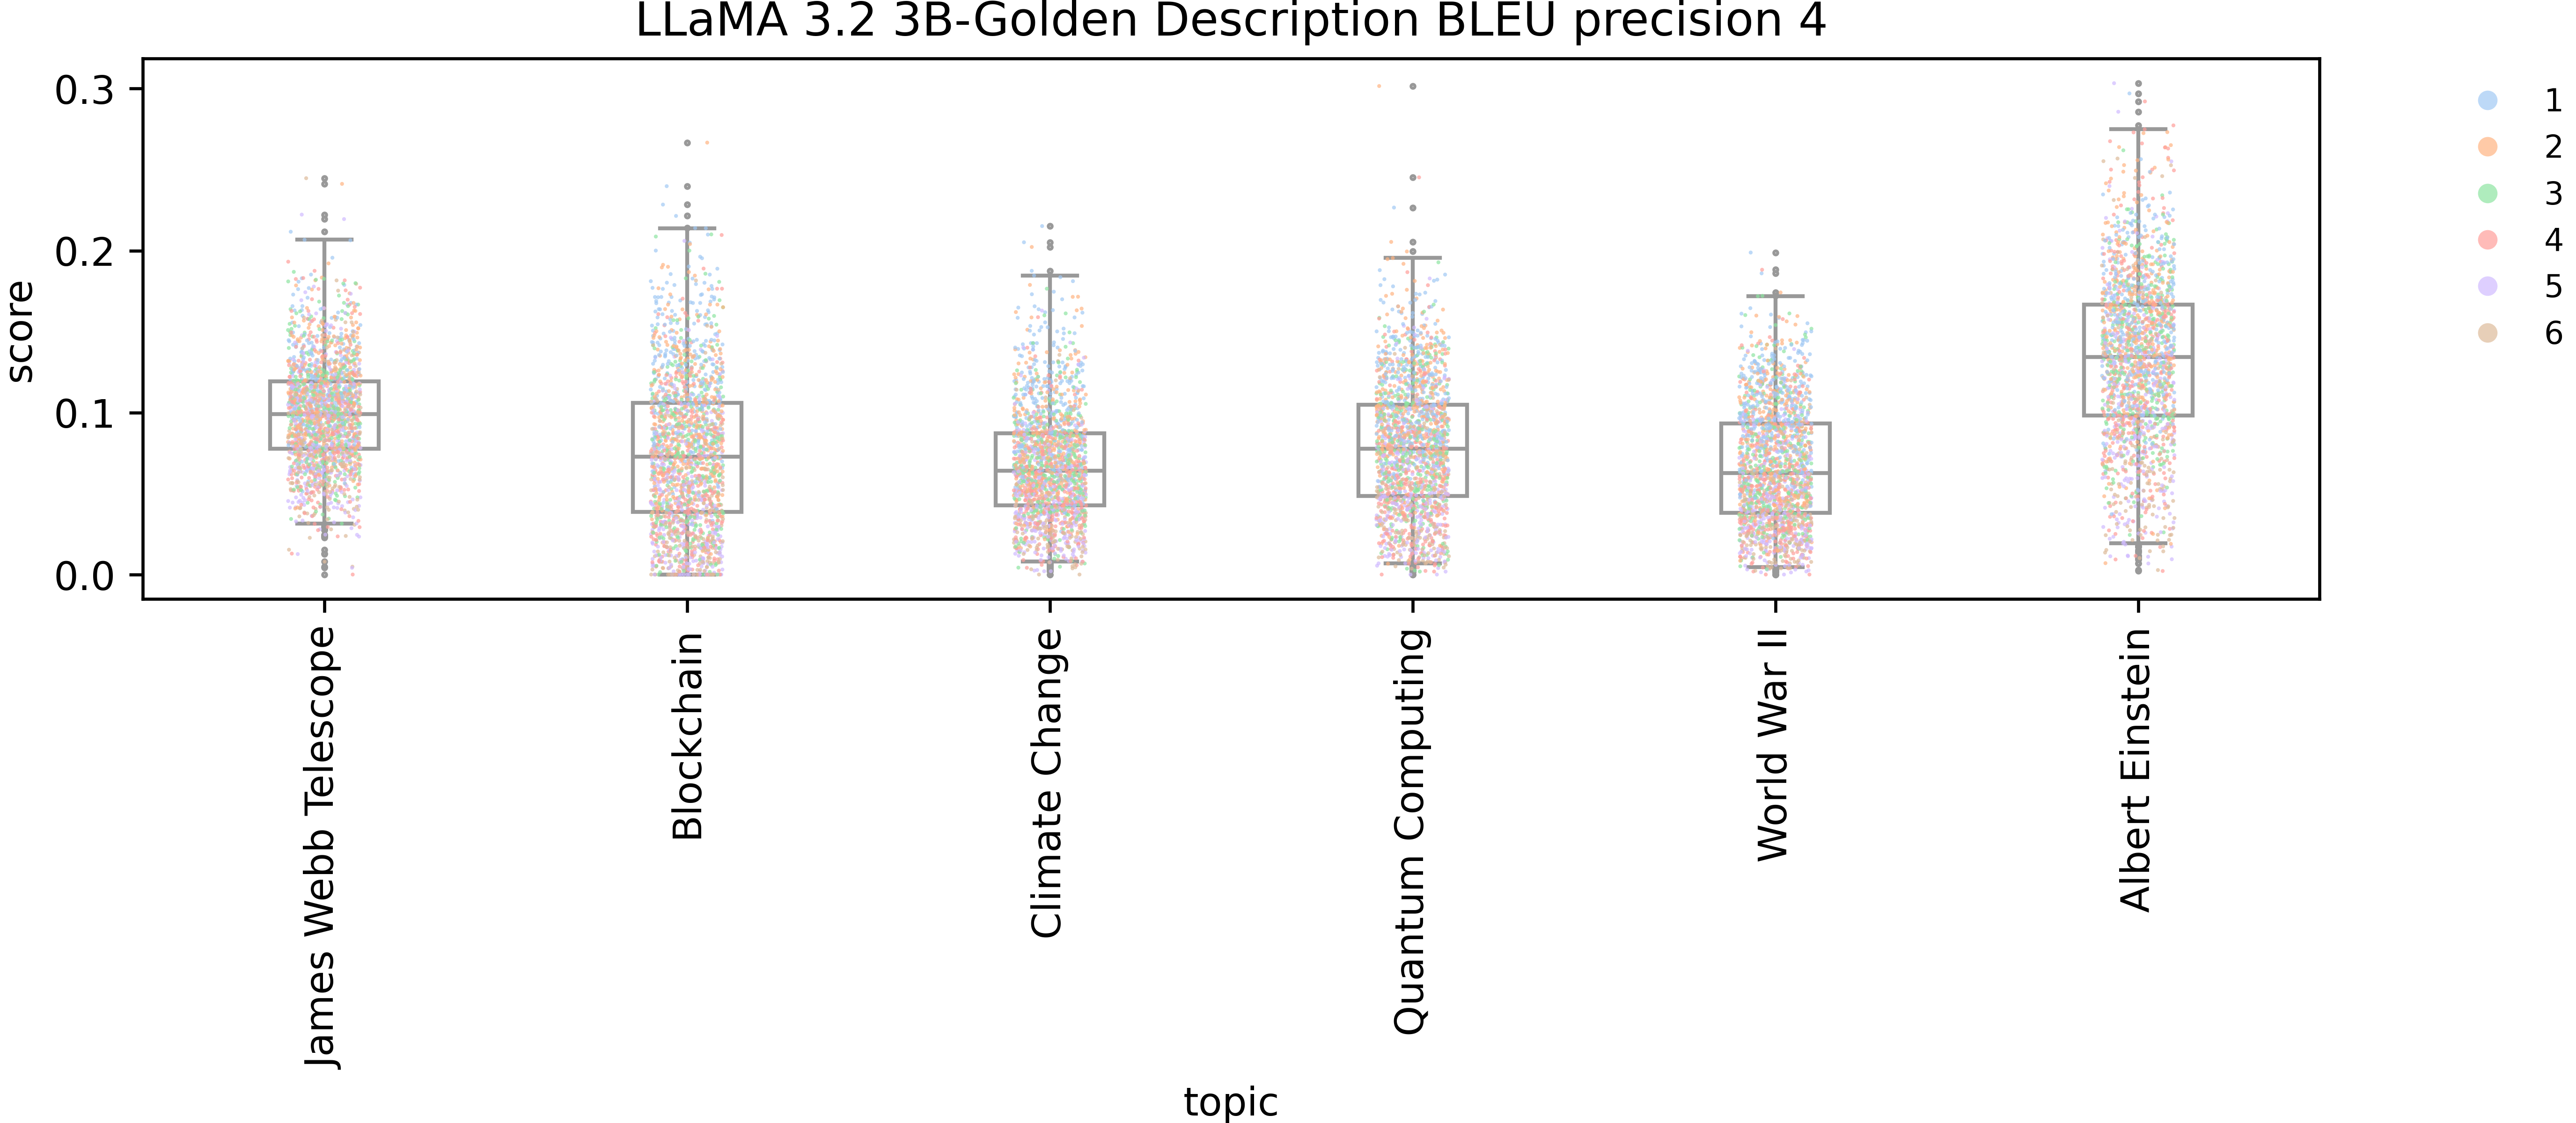 LLaMA 3.2 3B-Golden Description BLEU precision 4
score
0.3
0.2
0.1
0.0
James Webb Telescope
Blockchain
Climate Change
Quantum Computing
World War II
Albert Einstein
topic
1
2
3
4
5
6